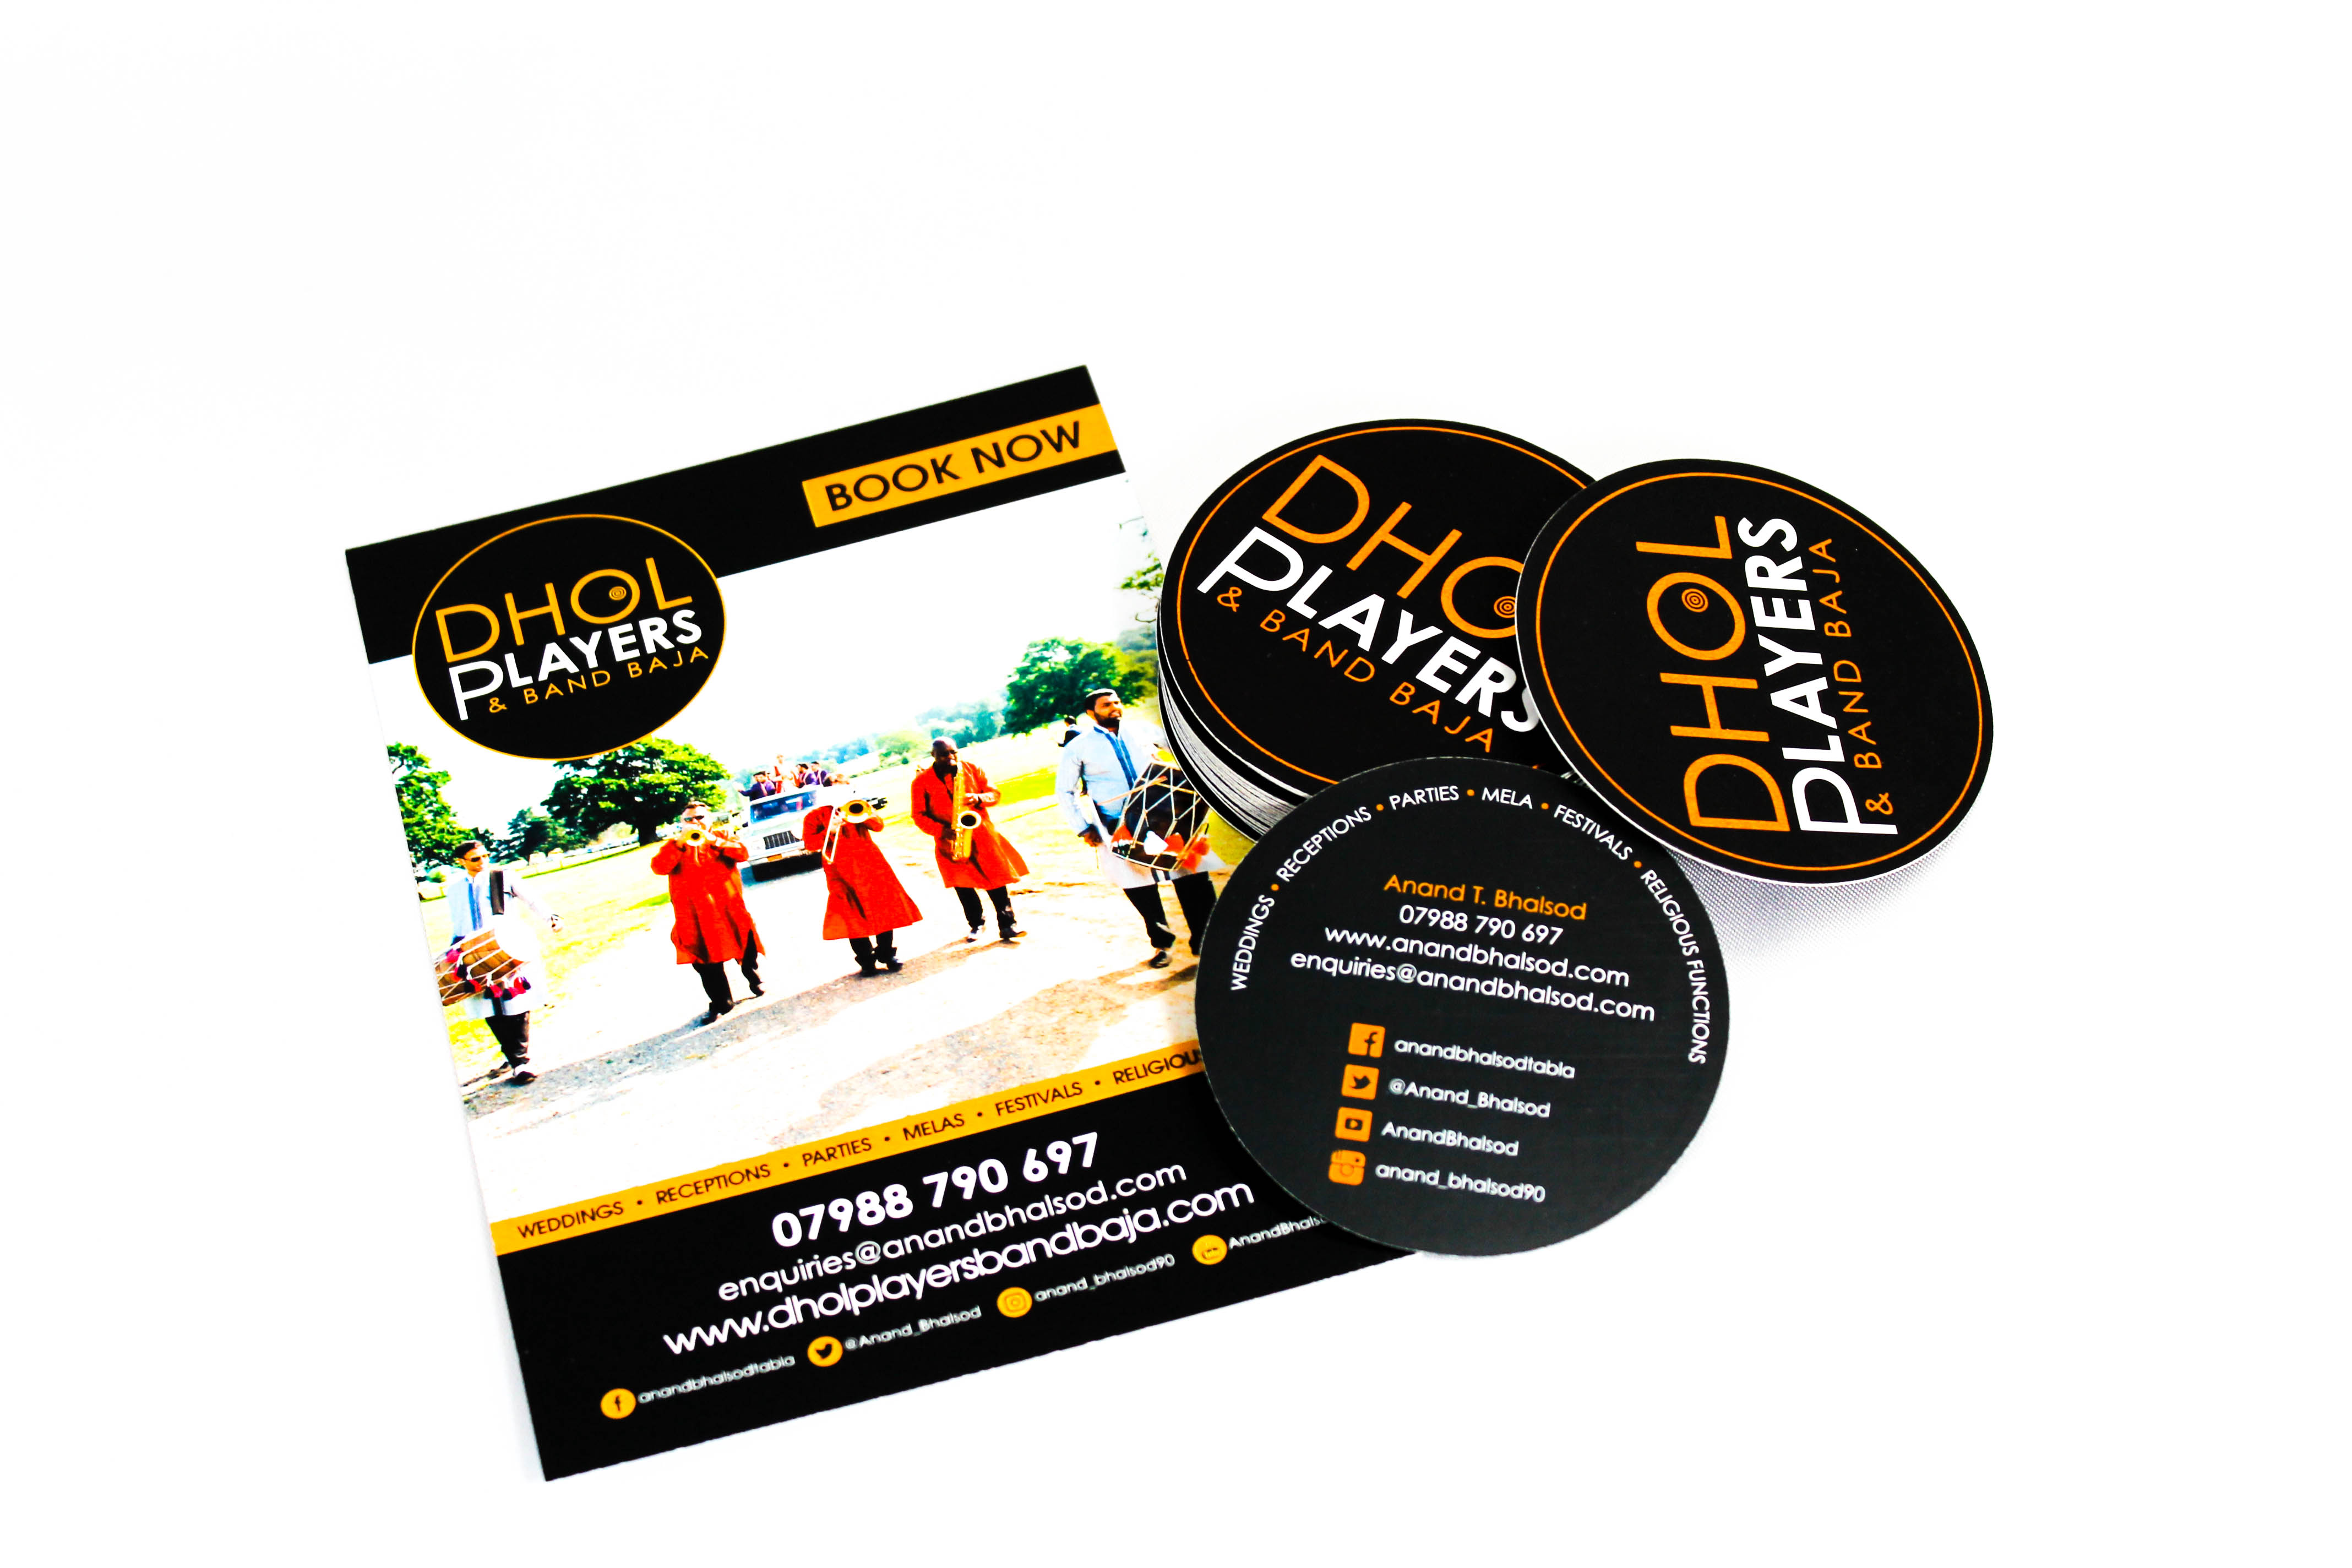 BOOK NOW
DHOL
PLAYERS
& BAND BAJA
WEDDINGS • RECEPTIONS • PARTIES • MELAS • FESTIVALS • RELIGIOUS
07988 790 697
enquiries@anandbhalsod.com
www.dholplayersbandbaja.com
anandbhalsodtabla @Anand_Bhalsod anand_bhalsod90
DHO
PLAYERS
& BAND BAJA
DHOL
PLAYERS
& BAND BAJA
WEDDINGS • RECEPTIONS • PARTIES • MELA • FESTIVALS • RELIGIOUS FUNCTIONS
Anand T. Bhalsod
07988 790 697
www.anandbhalsod.com
enquiries@anandbhalsod.com
anandbhalsodtabla
@Anand_Bhalsod
AnandBhalsod
anand_bhalsod90